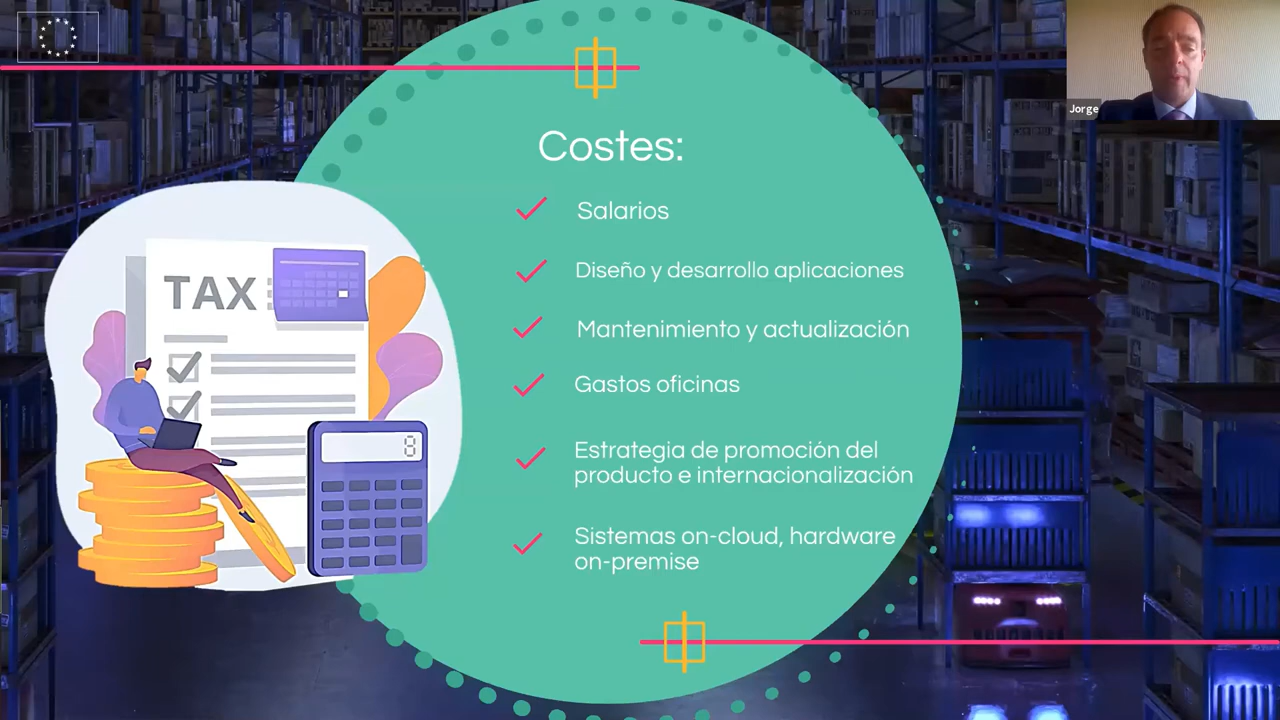 Jorge
Costes:
Salarios
Diseño y desarrollo aplicaciones
Mantenimiento y actualización
Gastos oficinas
Estrategia de promoción del
producto e internacionalización
Sistemas on-cloud, hardware
on-premise
TAX
8